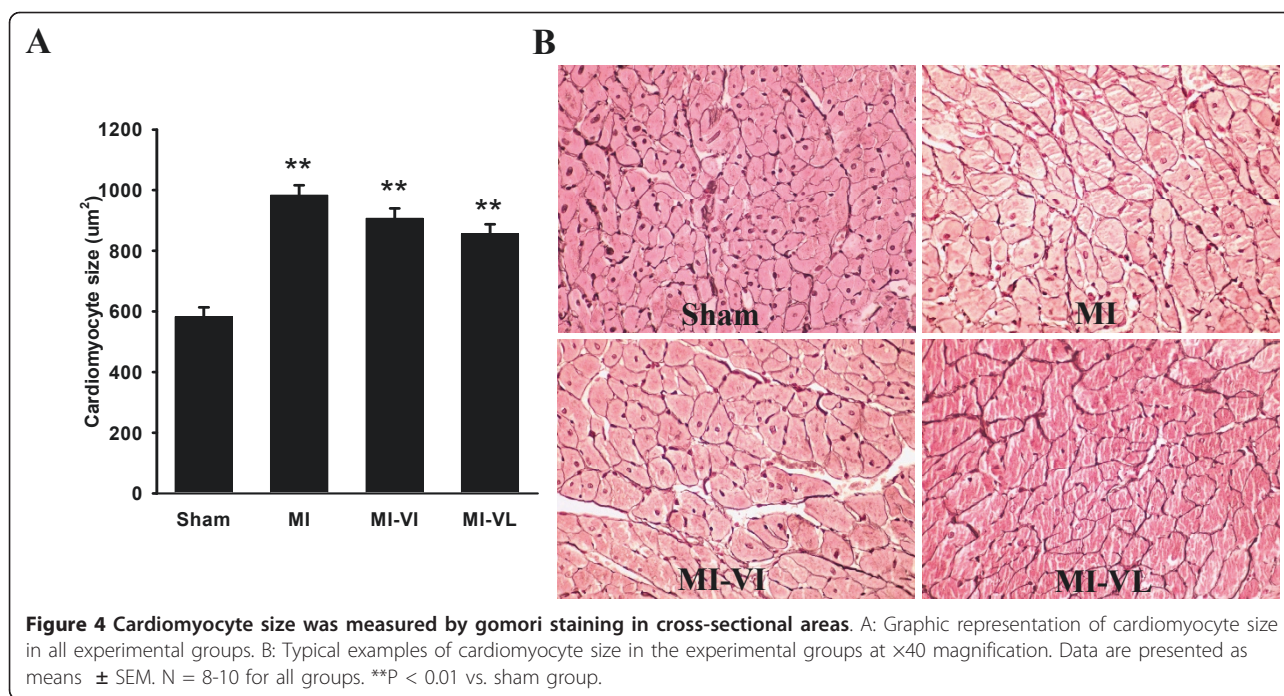 A
B
1200
1000
800
600
400
200
0
Cardiomyocyte size (um²)
**
**
**
Sham
MI
MI-VI
MI-VL
Sham
MI
MI-VI
MI-VL
Figure 4 Cardiomyocyte size was measured by gomori staining in cross-sectional areas. A: Graphic representation of cardiomyocyte size
in all experimental groups. B: Typical examples of cardiomyocyte size in the experimental groups at ×40 magnification. Data are presented as
means ± SEM. N = 8-10 for all groups. **P < 0.01 vs. sham group.